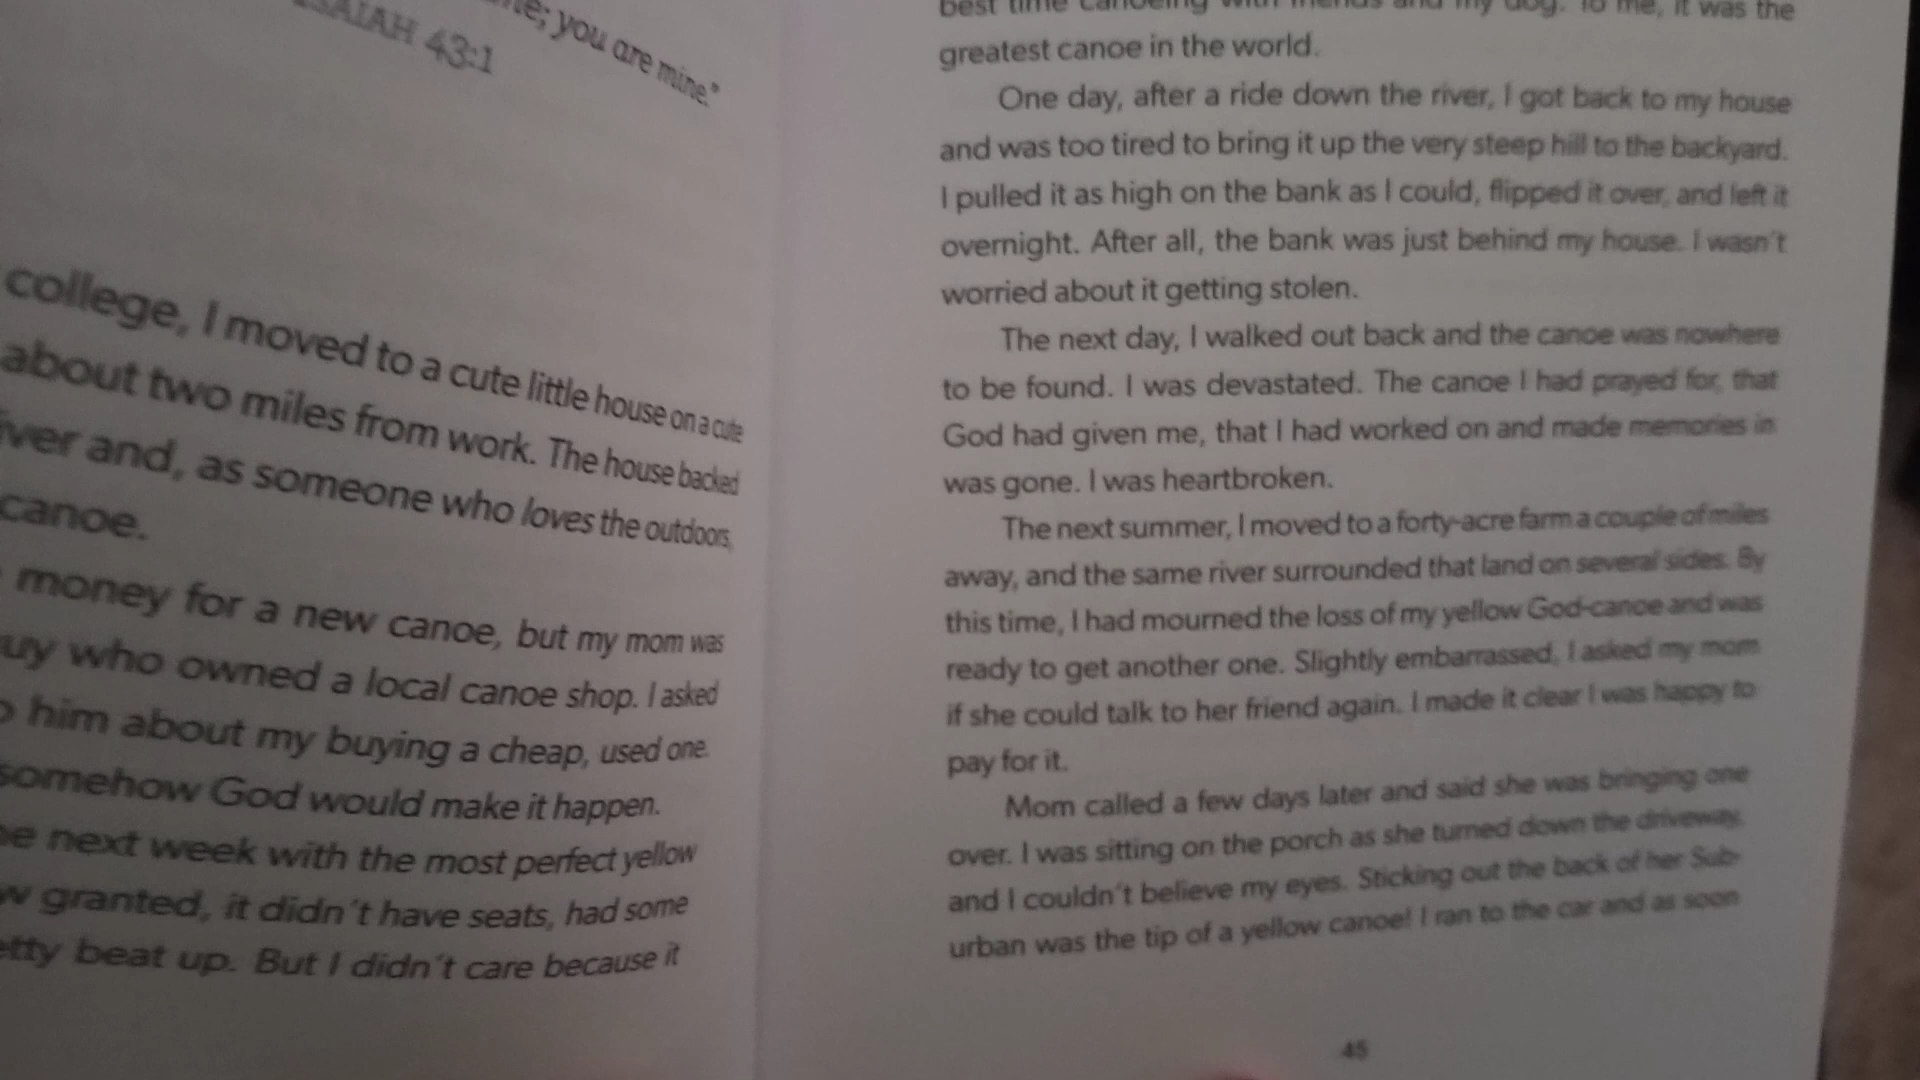 you are mine."
ISAIAH 43:1
college, I moved to a cute little house on a cute
about two miles from work. The house backed
and, as someone who loves the outdoors,
canoe.
money for a new canoe, but my mom was
who owned a local canoe shop. I asked
him about my buying a cheap, used one.
somehow God would make it happen.
next week with the most perfect yellow
granted, it didn't have seats, had some
beat up. But I didn't care because it
best time canoeing with friends and my dog. To me, it was the
greatest canoe in the world.
One day, after a ride down the river, I got back to my house
and was too tired to bring it up the very steep hill to the backyard.
I pulled it as high on the bank as I could, flipped it over, and left it
overnight. After all, the bank was just behind my house. I wasn't
worried about it getting stolen.
The next day, I walked out back and the canoe was nowhere
to be found. I was devastated. The canoe I had prayed for, that
God had given me, that I had worked on and made memories in
was gone. I was heartbroken.
The next summer, I moved to a forty-acre farm a couple of miles
away, and the same river surrounded that land on several sides. By
this time, I had mourned the loss of my yellow God-canoe and was
ready to get another one. Slightly embarrassed, I asked my mom
if she could talk to her friend again. I made it clear I was happy to
pay for it.
Mom called a few days later and said she was bringing one
over. I was sitting on the porch as she turned down the driveway,
and I couldn't believe my eyes. Sticking out the back of her Sub-
urban was the tip of a yellow canoe! I ran to the car and as soon
45